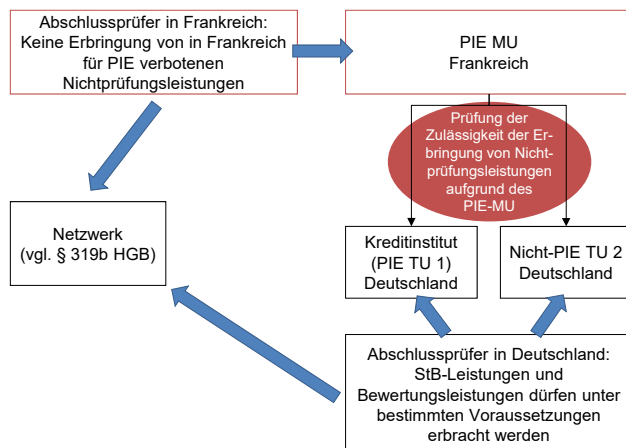 Abschlussprüfer in Frankreich:
Keine Erbringung von in Frankreich
für PIE verbotenen
Nichtprüfungsleistungen
PIE MU
Frankreich
Prüfung der
Zulässigkeit der Er-
bringung von Nicht-
prüfungsleistungen
aufgrund des
PIE-MU
Netzwerk
(vgl. § 319b HGB)
Kreditinstitut
(PIE TU 1)
Deutschland
Nicht-PIE TU 2
Deutschland
Abschlussprüfer in Deutschland:
StB-Leistungen und
Bewertungsleistungen dürfen unter
bestimmten Voraussetzungen
erbracht werden